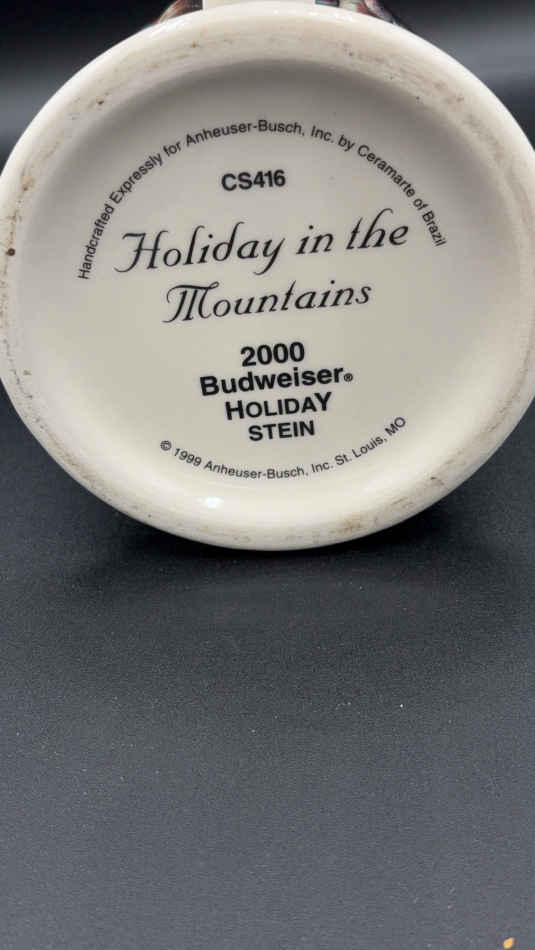 Handcrafted Expressly for Anheuser-Busch, Inc. by Ceramarte of Brazil
CS416
Holiday in the
Mountains
2000
Budweiser®
HOLIDAY
STEIN
© 1999 Anheuser-Busch, Inc. St. Louis, MO